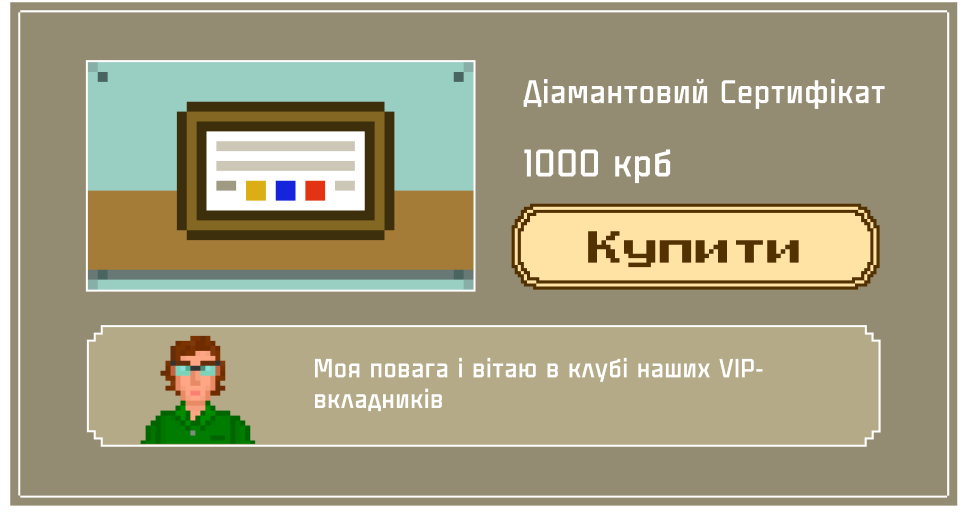 Діамантовий Сертифікат
1000 крб
Купити
Моя повага і вітаю в клубі наших VIP-
вкладників